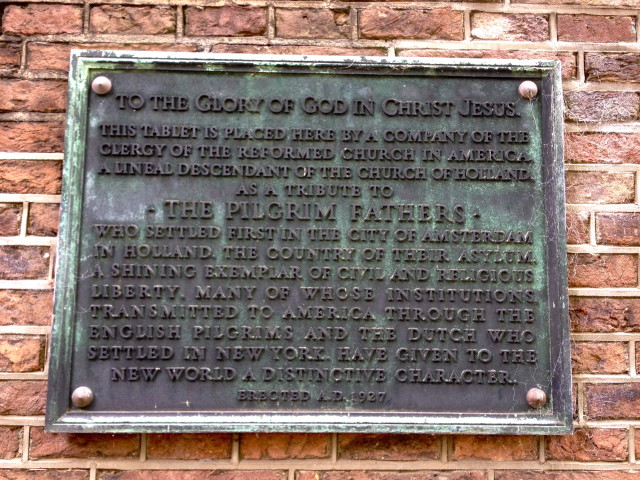 TO THE GLORY OF GOD IN CHRIST JESUS.
THIS TABLET IS PLACED HERE BY A COMPANY OF THE
CLERGY OF THE REFORMED CHURCH IN AMERICA,
A LINEAL DESCENDANT OF THE CHURCH OF HOLLAND,
AS A TRIBUTE TO
· THE PILGRIM FATHERS ·
WHO SETTLED FIRST IN THE CITY OF AMSTERDAM
IN HOLLAND, THE COUNTRY OF THEIR ASYLUM
A SHINING EXEMPLAR OF CIVIL AND RELIGIOUS
LIBERTY, MANY OF WHOSE INSTITUTIONS
TRANSMITTED TO AMERICA THROUGH THE
ENGLISH PILGRIMS AND THE DUTCH WHO
SETTLED IN NEW YORK, HAVE GIVEN TO THE
NEW WORLD A DISTINCTIVE CHARACTER.
ERECTED A.D. 1927.